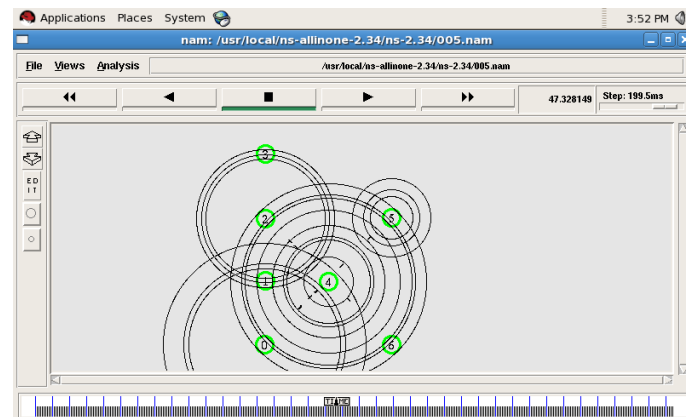 Applications Places System 3:52 PM
nam: /usr/local/ns-allinone-2.34/ns-2.34/005.nam
File Views Analysis /usr/local/ns-allinone-2.34/ns-2.34/005.nam
47.328149 Step: 199.5ms
ED
IT
3
2 5
1 4
0 6
TIME